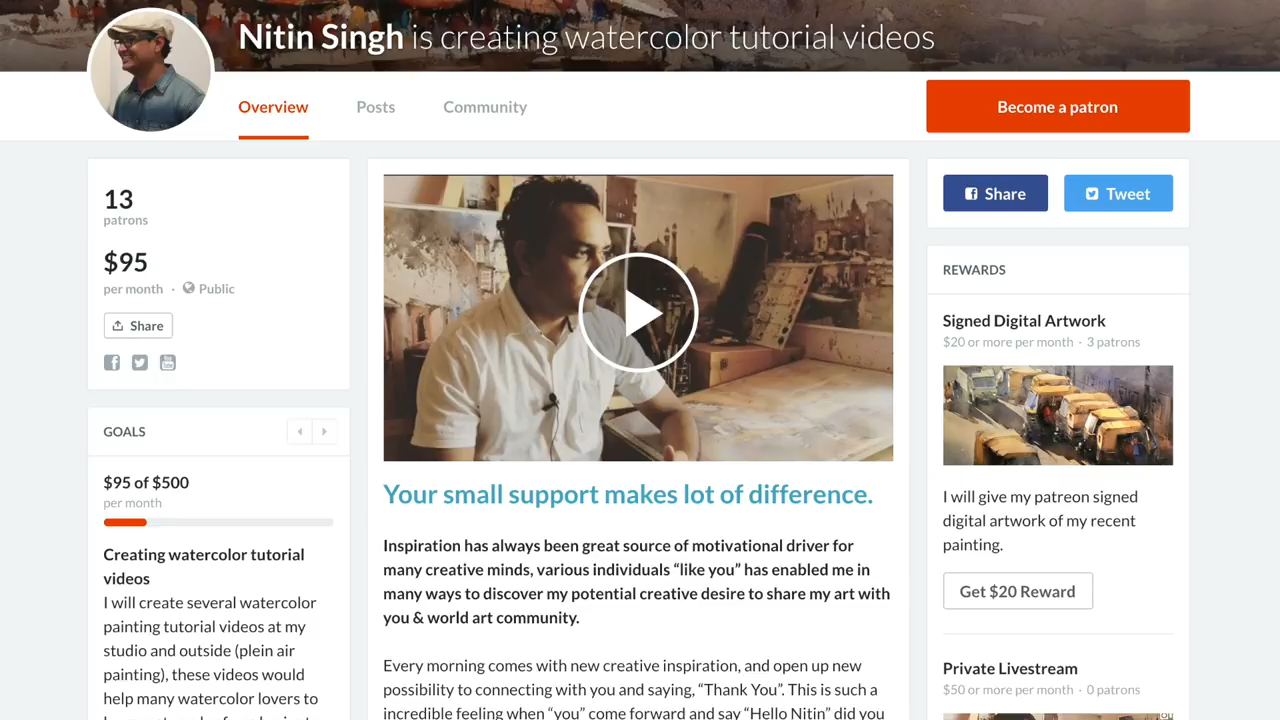 Nitin Singh is creating watercolor tutorial videos
Overview
Posts
Community
Become a patron
13
patrons
$95
per month · Public
Share
GOALS
$95 of $500
per month
Creating watercolor tutorial
videos
I will create several watercolor
painting tutorial videos at my
studio and outside (plein air
painting), these videos would
help many watercolor lovers to
Your small support makes lot of difference.
Inspiration has always been great source of motivational driver for
many creative minds, various individuals “like you” has enabled me in
many ways to discover my potential creative desire to share my art with
you & world art community.
Every morning comes with new creative inspiration, and open up new
possibility to connecting with you and saying, “Thank You”. This is such a
incredible feeling when “you” come forward and say “Hello Nitin” did you
Share
Tweet
REWARDS
Signed Digital Artwork
$20 or more per month · 3 patrons
I will give my patreon signed
digital artwork of my recent
painting.
Get $20 Reward
Private Livestream
$50 or more per month · 0 patrons